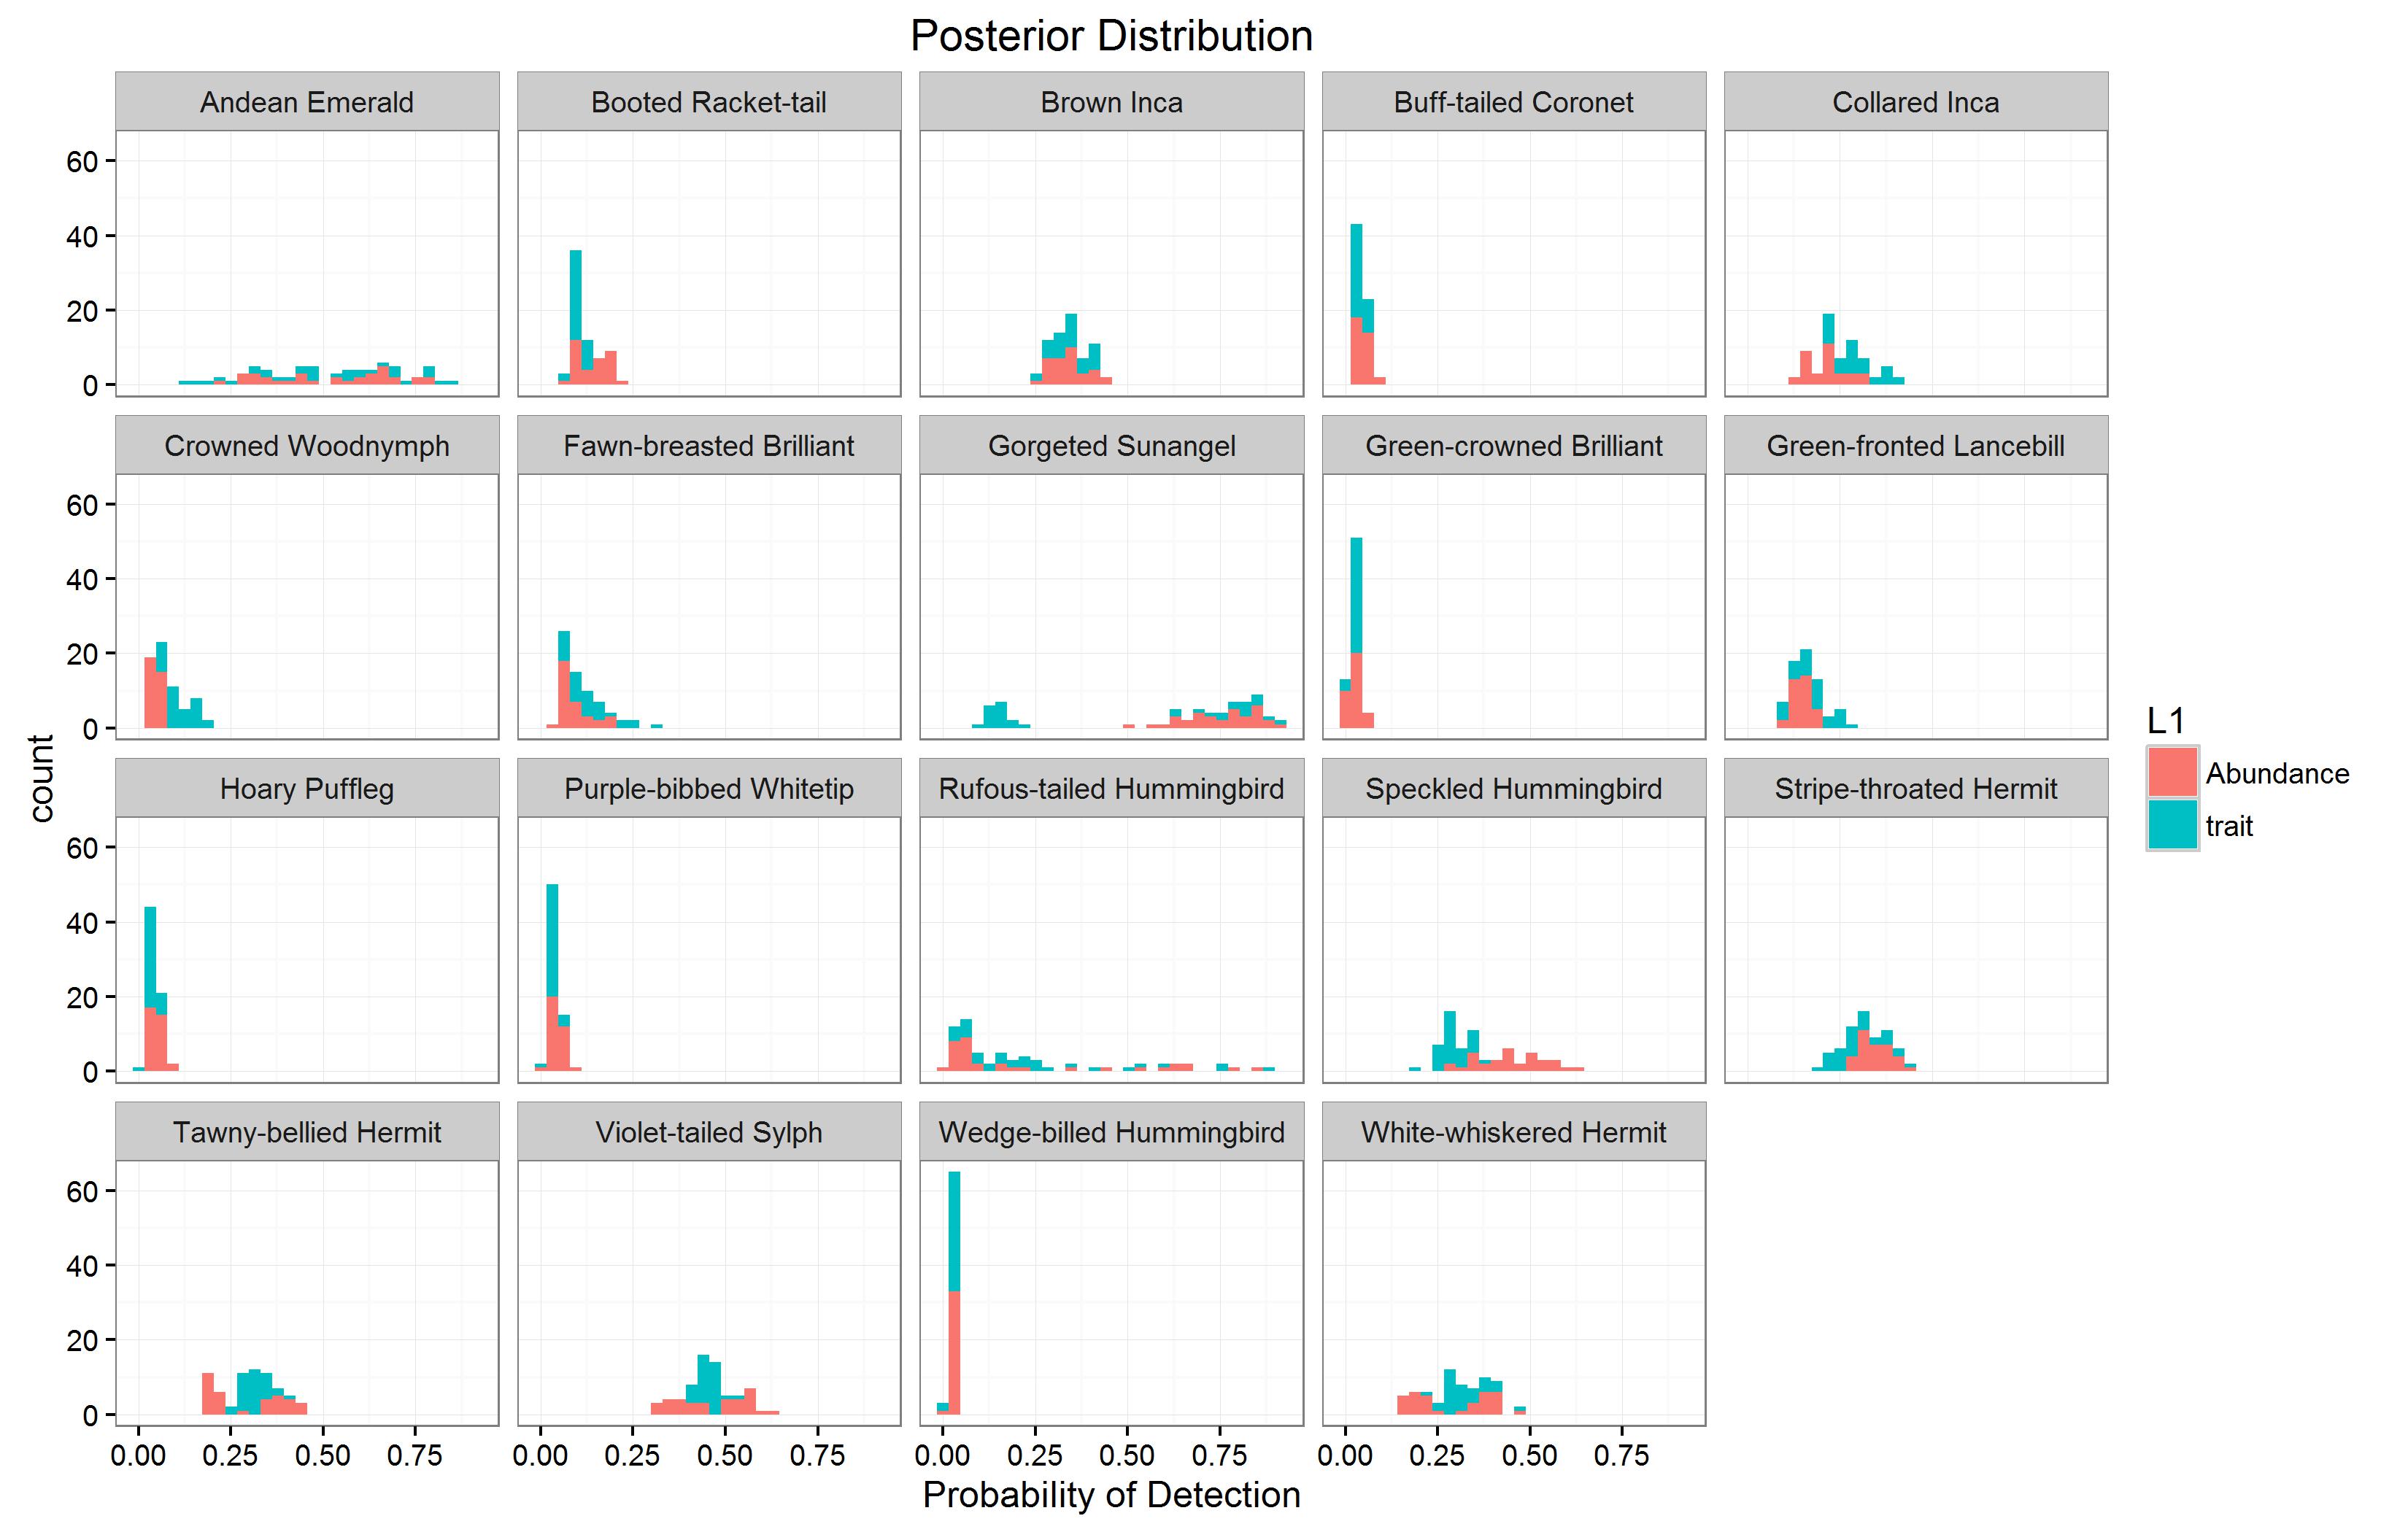 Posterior Distribution
Andean Emerald
Booted Racket-tail
Brown Inca
Buff-tailed Coronet
Collared Inca
60
40
20
0
Crowned Woodnymph
Fawn-breasted Brilliant
Gorgeted Sunangel
Green-crowned Brilliant
Green-fronted Lancebill
60
40
20
0
count
L1
Abundance
trait
Hoary Puffleg
Purple-bibbed Whitetip
Rufous-tailed Hummingbird
Speckled Hummingbird
Stripe-throated Hermit
60
40
20
0
Tawny-bellied Hermit
Violet-tailed Sylph
Wedge-billed Hummingbird
White-whiskered Hermit
60
40
20
0
0.00 0.25 0.50 0.75
0.00 0.25 0.50 0.75
0.00 0.25 0.50 0.75
0.00 0.25 0.50 0.75
Probability of Detection